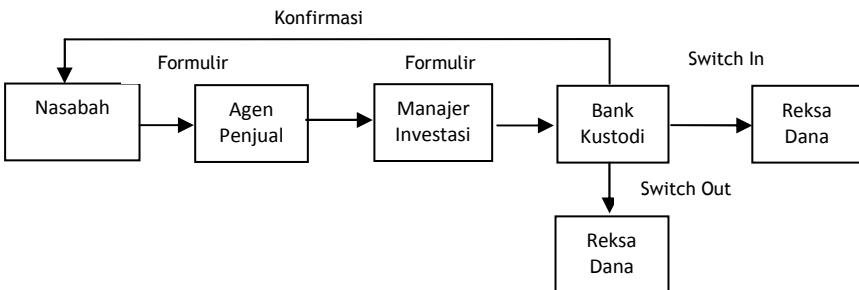 Konfirmasi
Formulir
Formulir
Switch In
Nasabah
Agen
Penjual
Manajer
Investasi
Bank
Kustodi
Reksa
Dana
Switch Out
Reksa
Dana